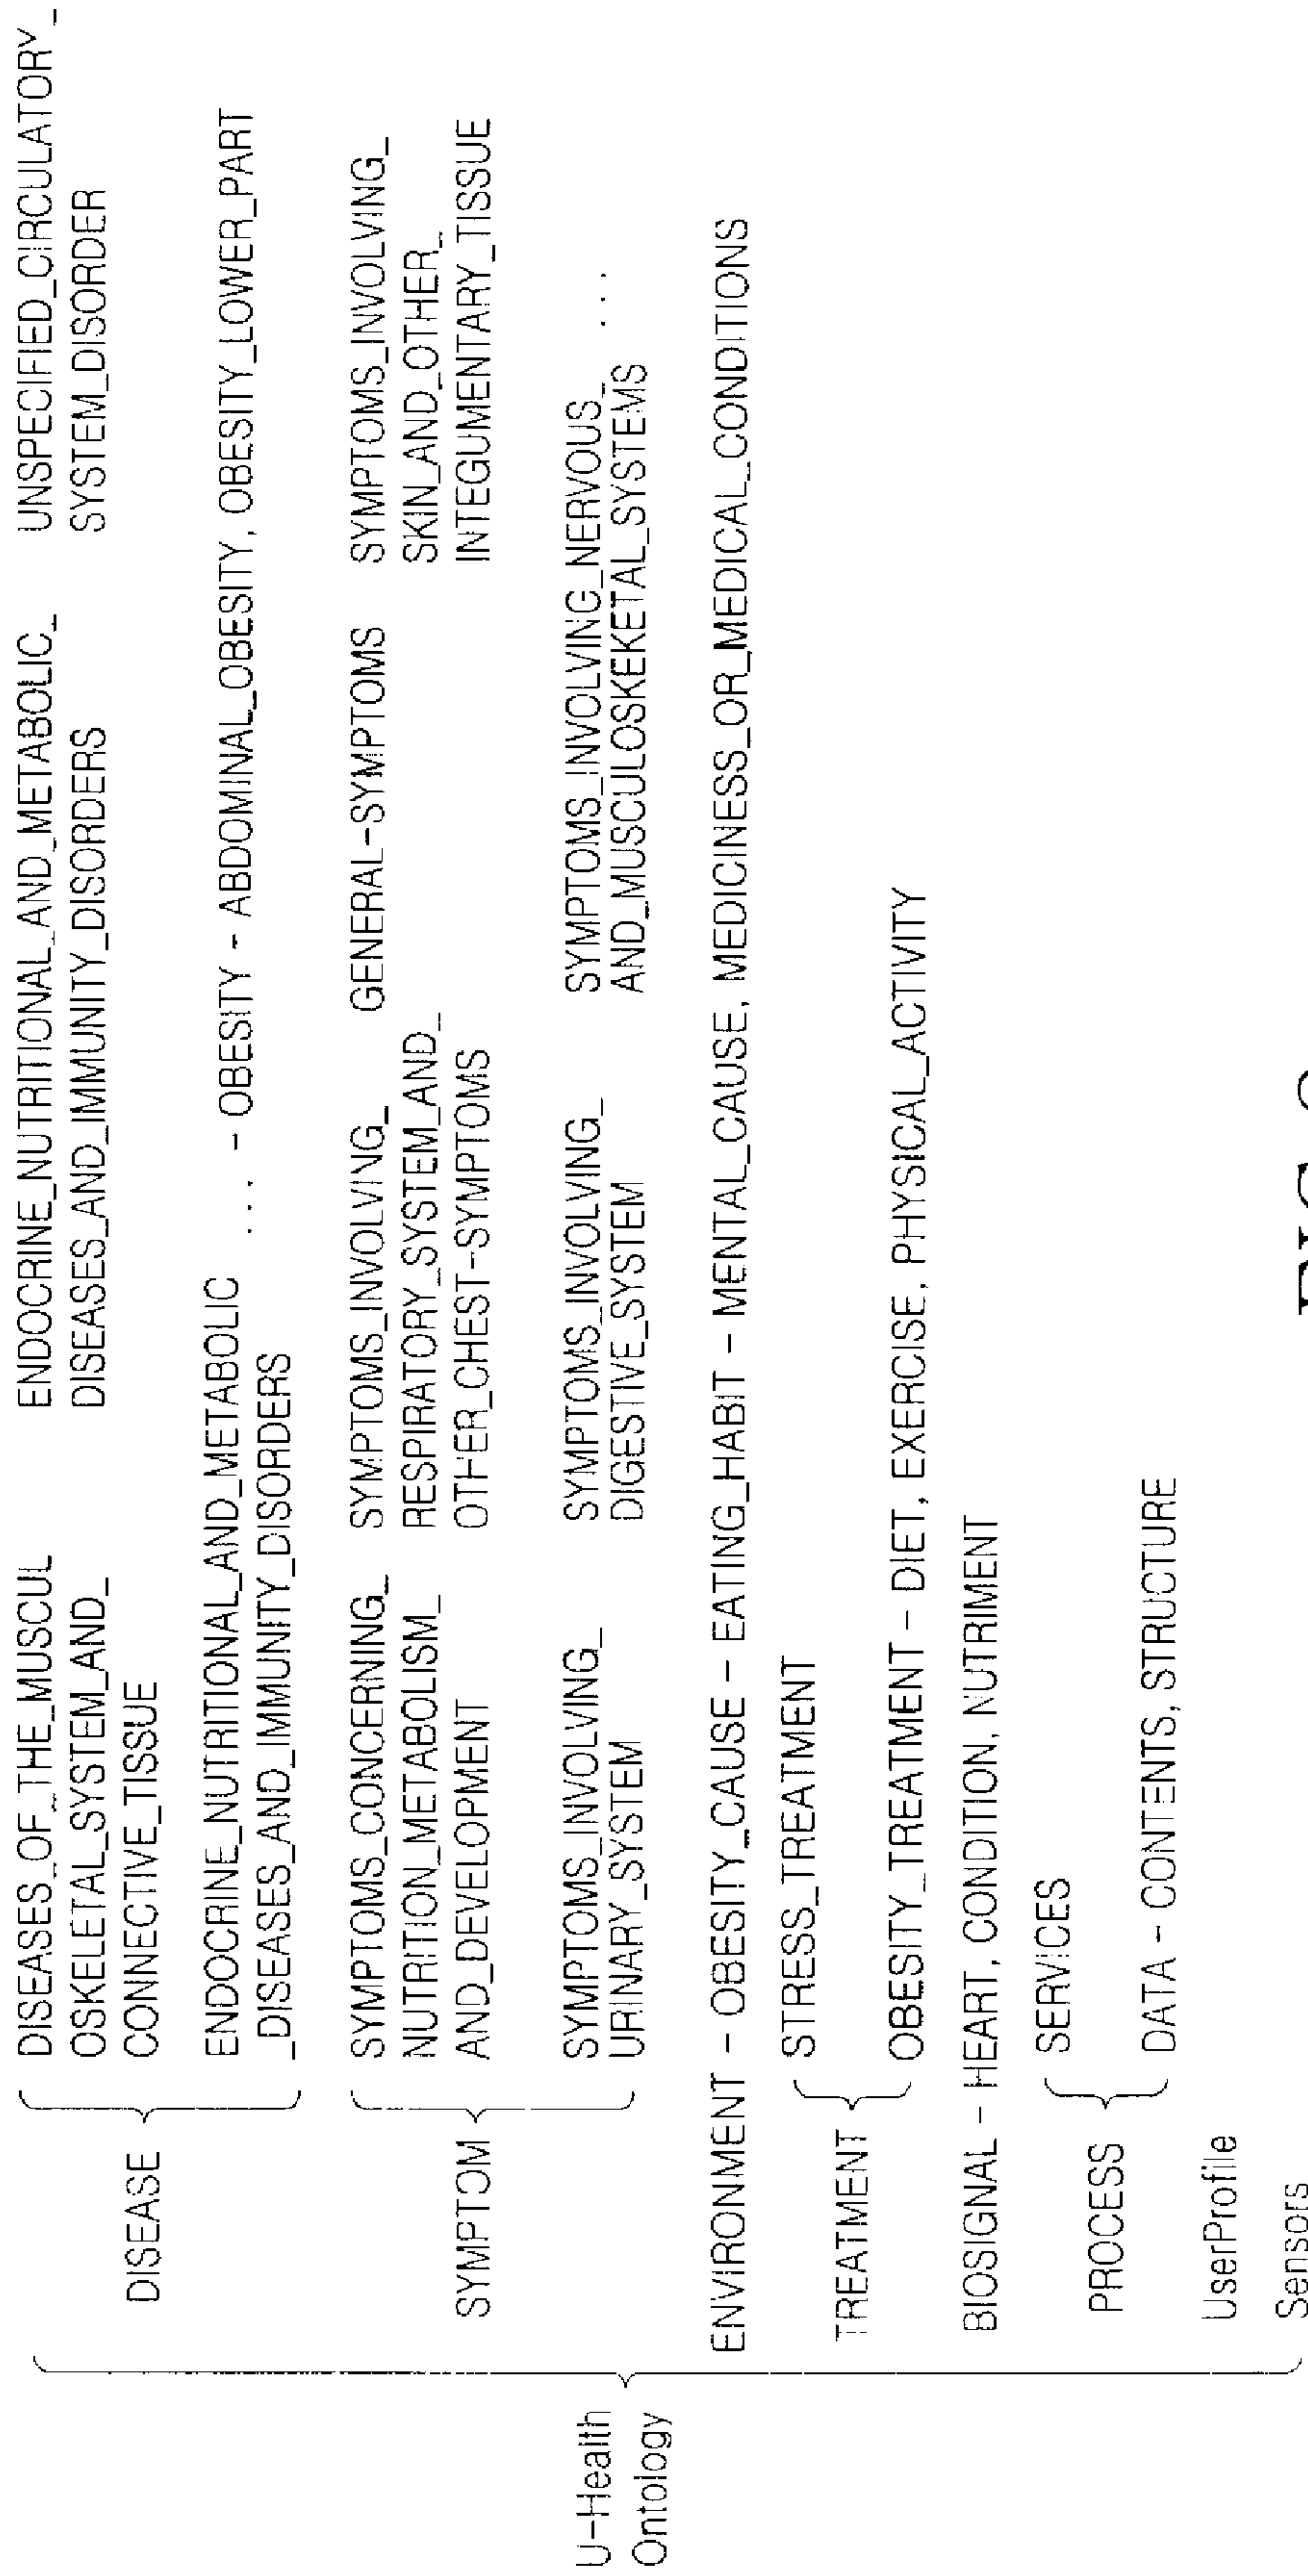 U-Health
Ontology
DISEASE
DISEASES_OF_THE_MUSCUL
OSKELETAL_SYSTEM_AND_
CONNECTIVE_TISSUE
ENDOCRINE_NUTRITIONAL_AND_METABOLIC_
DISEASES_AND_IMMUNITY_DISORDERS
UNSPECIFIED_CIRCULATORY_
SYSTEM_DISORDER
ENDOCRINE_NUTRITIONAL_AND_METABOLIC ... - OBESITY - ABDOMINAL_OBESITY, OBESITY_LOWER_PART
_DISEASES_AND_IMMUNITY_DISORDERS
SYMPTOM
SYMPTOMS_CONCERNING_
NUTRITION_METABOLISM_
AND_DEVELOPMENT
SYMPTOMS_INVOLVING_
RESPIRATORY_SYSTEM_AND_
OTHER_CHEST-SYMPTOMS
GENERAL-SYMPTOMS
SYMPTOMS_INVOLVING_
SKIN_AND_OTHER_
INTEGUMENTARY_TISSUE
SYMPTOMS_INVOLVING_
URINARY_SYSTEM
SYMPTOMS_INVOLVING_
DIGESTIVE_SYSTEM
SYMPTOMS_INVOLVING_NERVOUS_
AND_MUSCULOSKEKETAL_SYSTEMS
...
ENVIRONMENT - OBESITY_CAUSE - EATING_HABIT - MENTAL_CAUSE, MEDICINESS_OR_MEDICAL_CONDITIONS
TREATMENT
STRESS_TREATMENT
OBESITY_TREATMENT - DIET, EXERCISE, PHYSICAL_ACTIVITY
BIOSIGNAL - HEART, CONDITION, NUTRIMENT
PROCESS
SERVICES
DATA - CONTENTS, STRUCTURE
UserProfile
Sensors